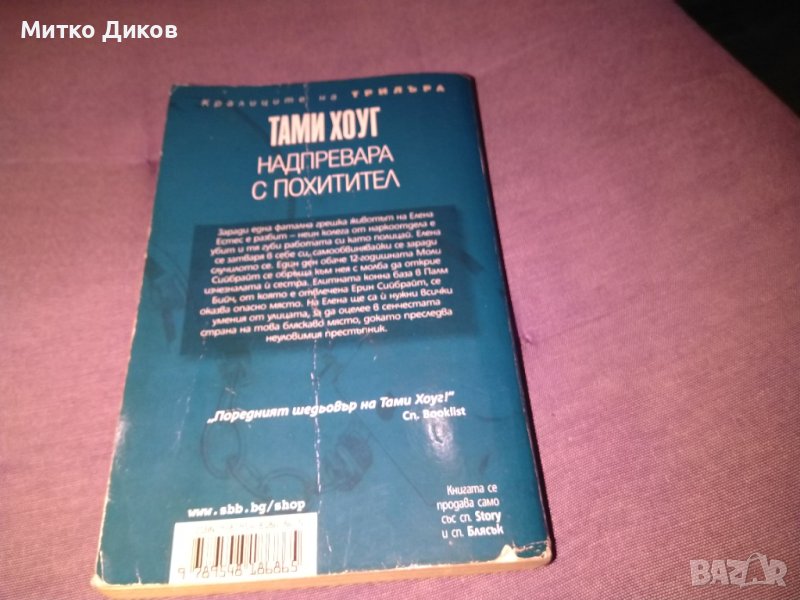 Митко Диков
Кралиците на ТРИЛЪРА
ТАМИ ХОУГ
НАДПРЕВАРА
С ПОХИТИТЕЛ
Заради една фатална грешка животът на Елена
Естес е разбит – неин колега от наркоотдела е
убит и тя губи работата си като полицай. Елена
се затваря в себе си, самообвинявайки се заради
случилото се. Един ден обаче 12-годишната Моли
Сийбрайт се обръща към нея с молба да открие
изчезналата ѝ сестра. Елитната конна база в Палм
Бийч, от която е отвлечена Ерин Сийбрайт, се
оказва опасно място. На Елена ще са ѝ нужни всички
умения от улицата, за да оцелее в сенчестата
страна на това бляскаво място, докато преследва
неуловимия престъпник.
„Поредният шедьовър на Тами Хоуг!"
Сп. Booklist
www.sbb.bg/shop
Книгата се
продава само
със сп. Story
и сп. Блясък
9 789548 186865
BAZAR